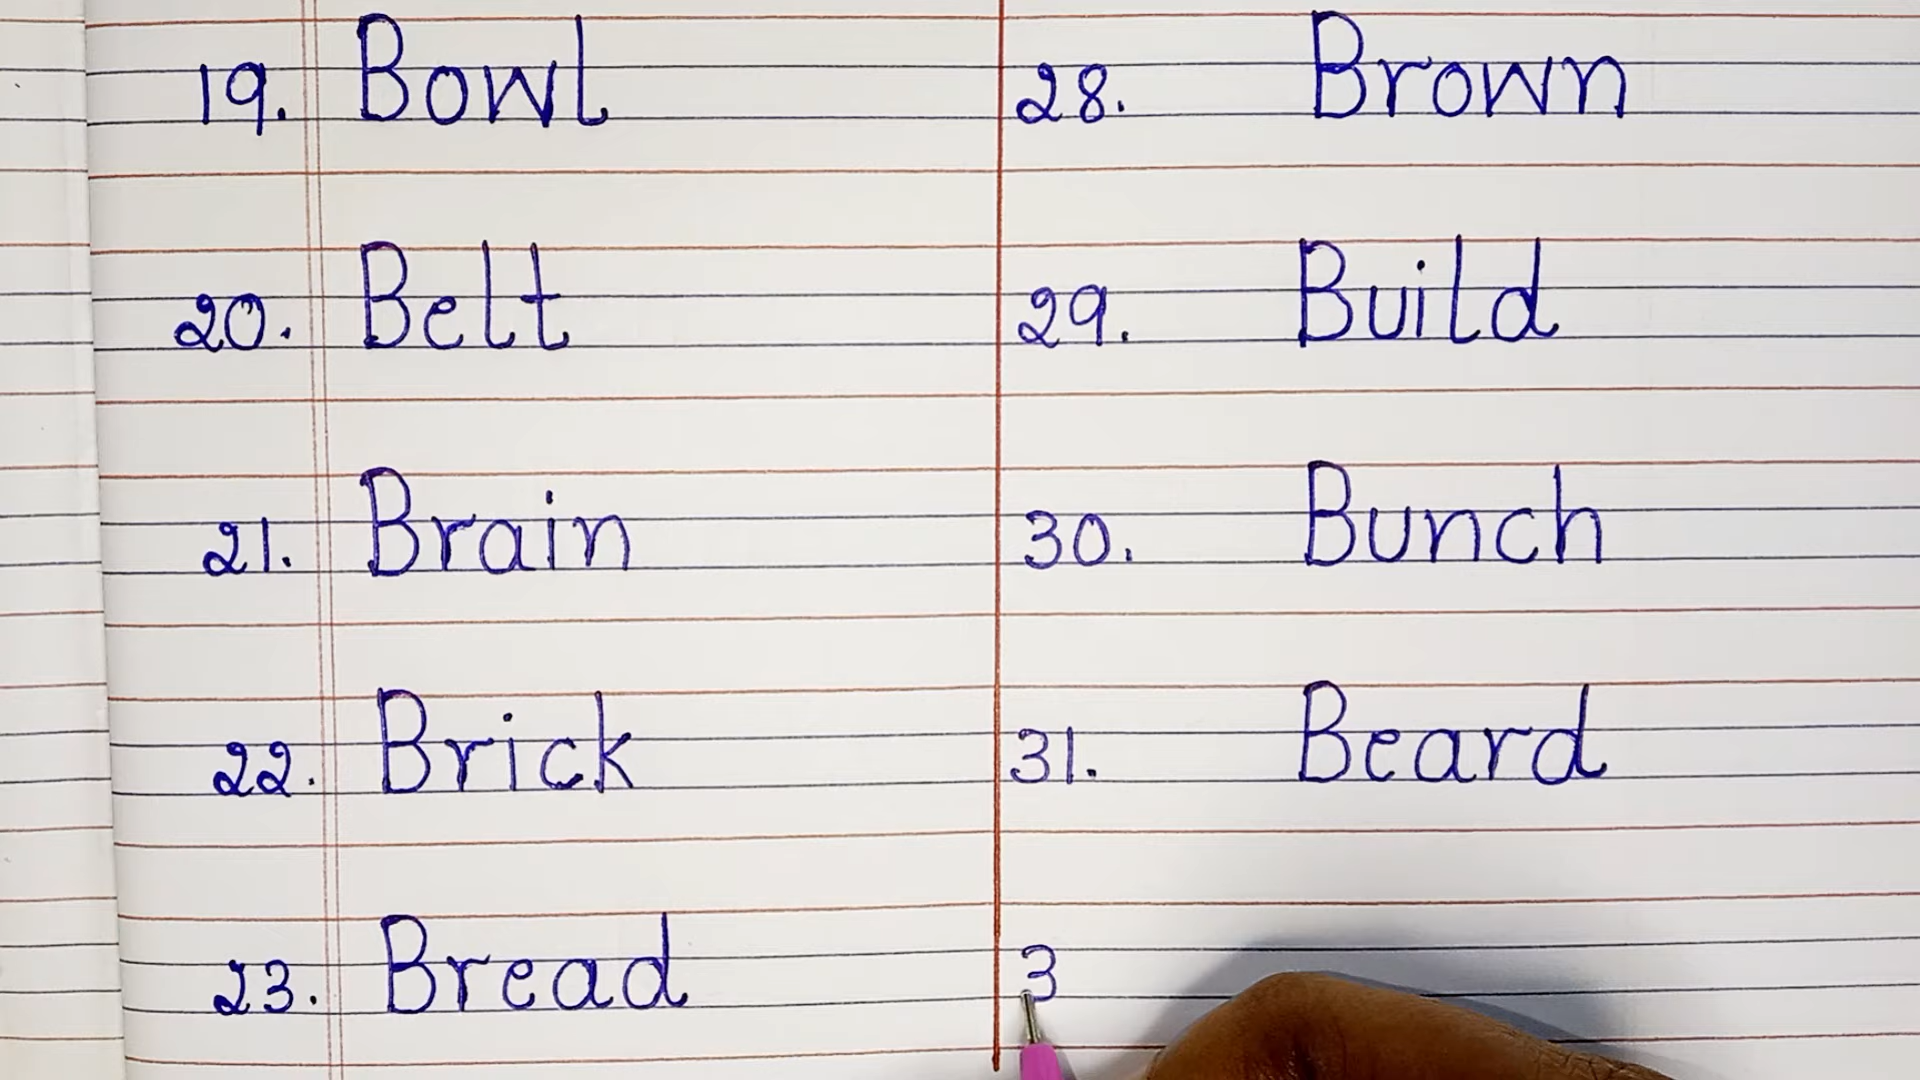 19. Bowl
20. Belt
21. Brain
22. Brick
23. Bread
28. Brown
29. Build
30. Bunch
31. Beard
3